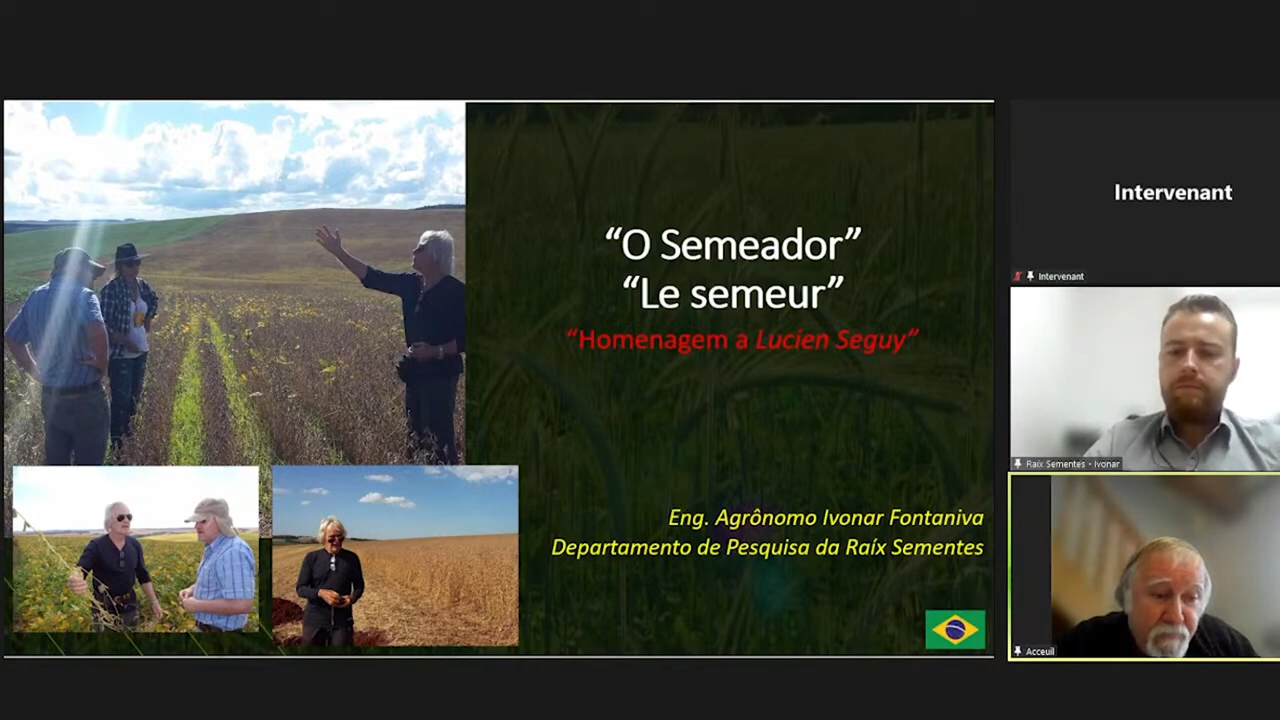 “O Semeador”
“Le semeur”
“Homenagem a Lucien Seguy”
Eng. Agrônomo Ivonar Fontaniva
Departamento de Pesquisa da Raíx Sementes
Intervenant
Intervenant
Raíx Sementes - Ivonar
Acceuil